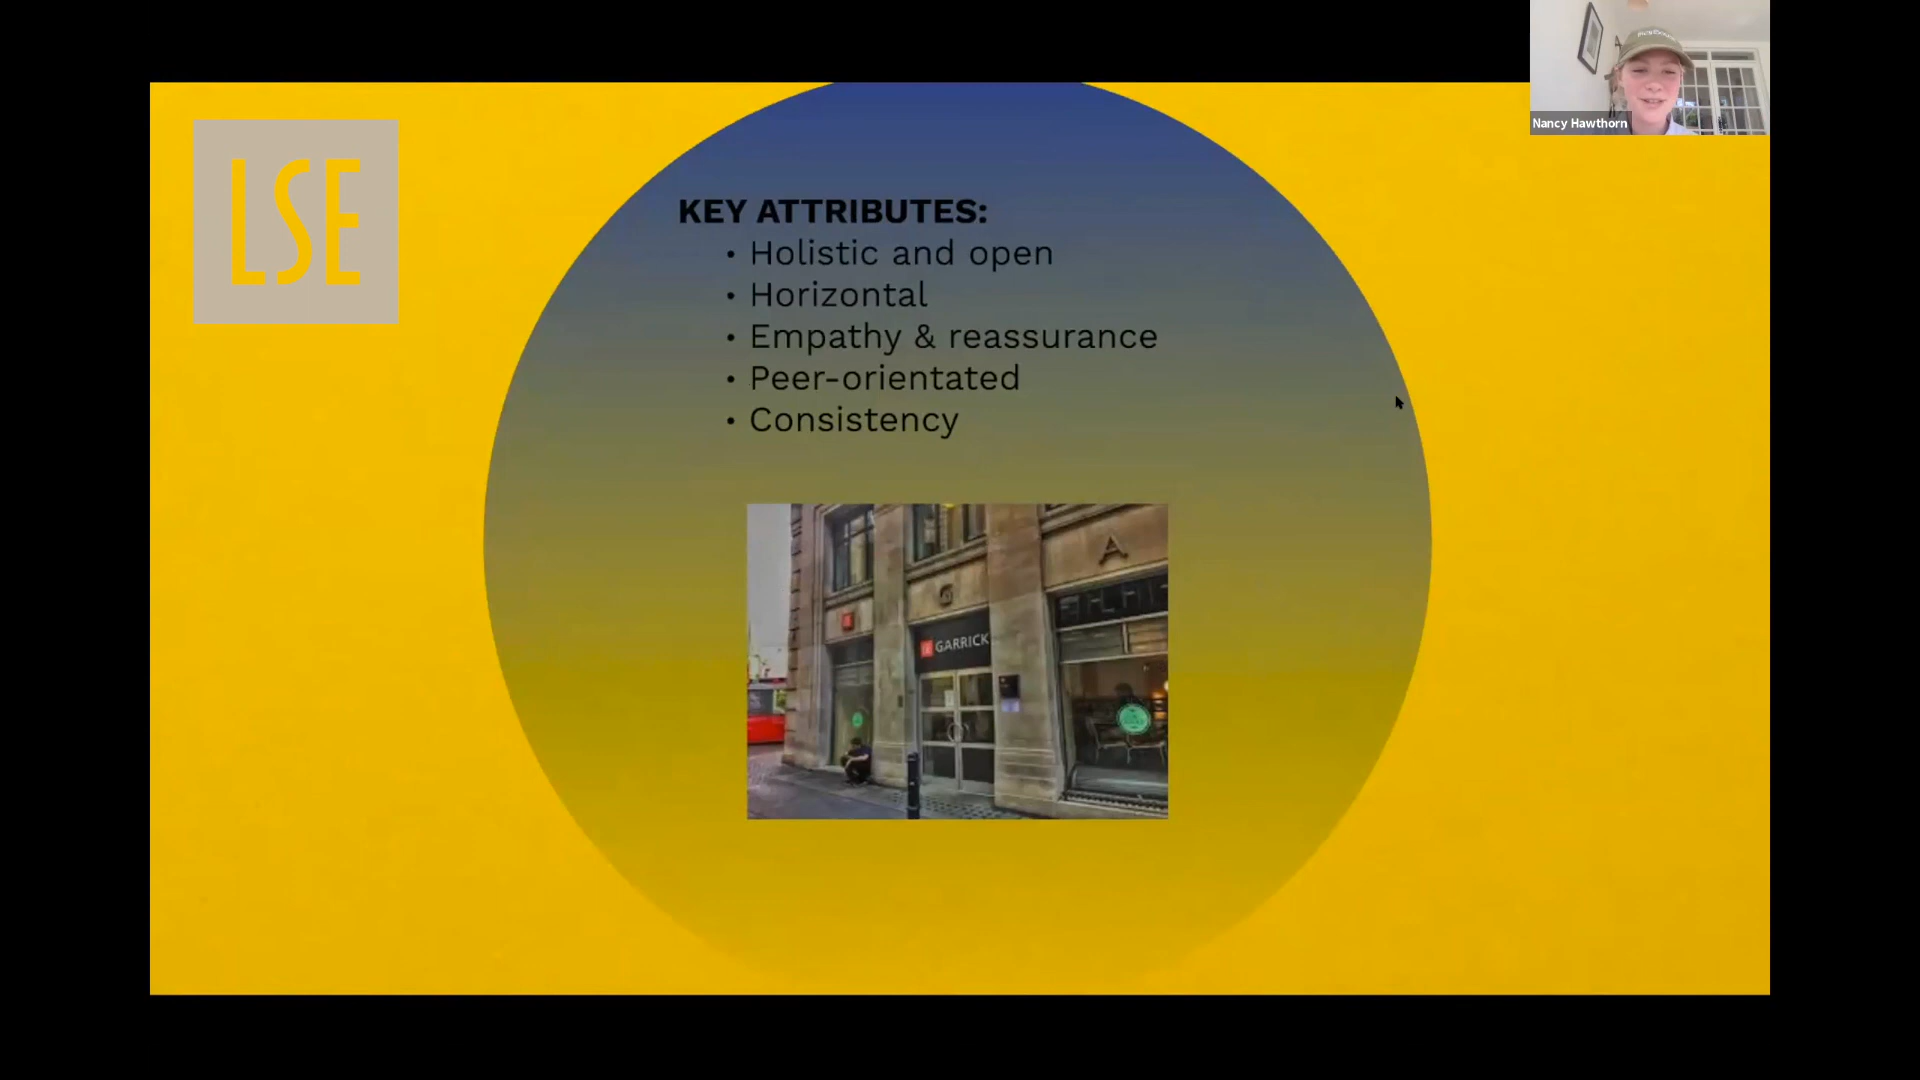 Nancy Hawthorn
LSE
KEY ATTRIBUTES:
• Holistic and open
• Horizontal
• Empathy & reassurance
• Peer-orientated
• Consistency
A
G
GARRICK